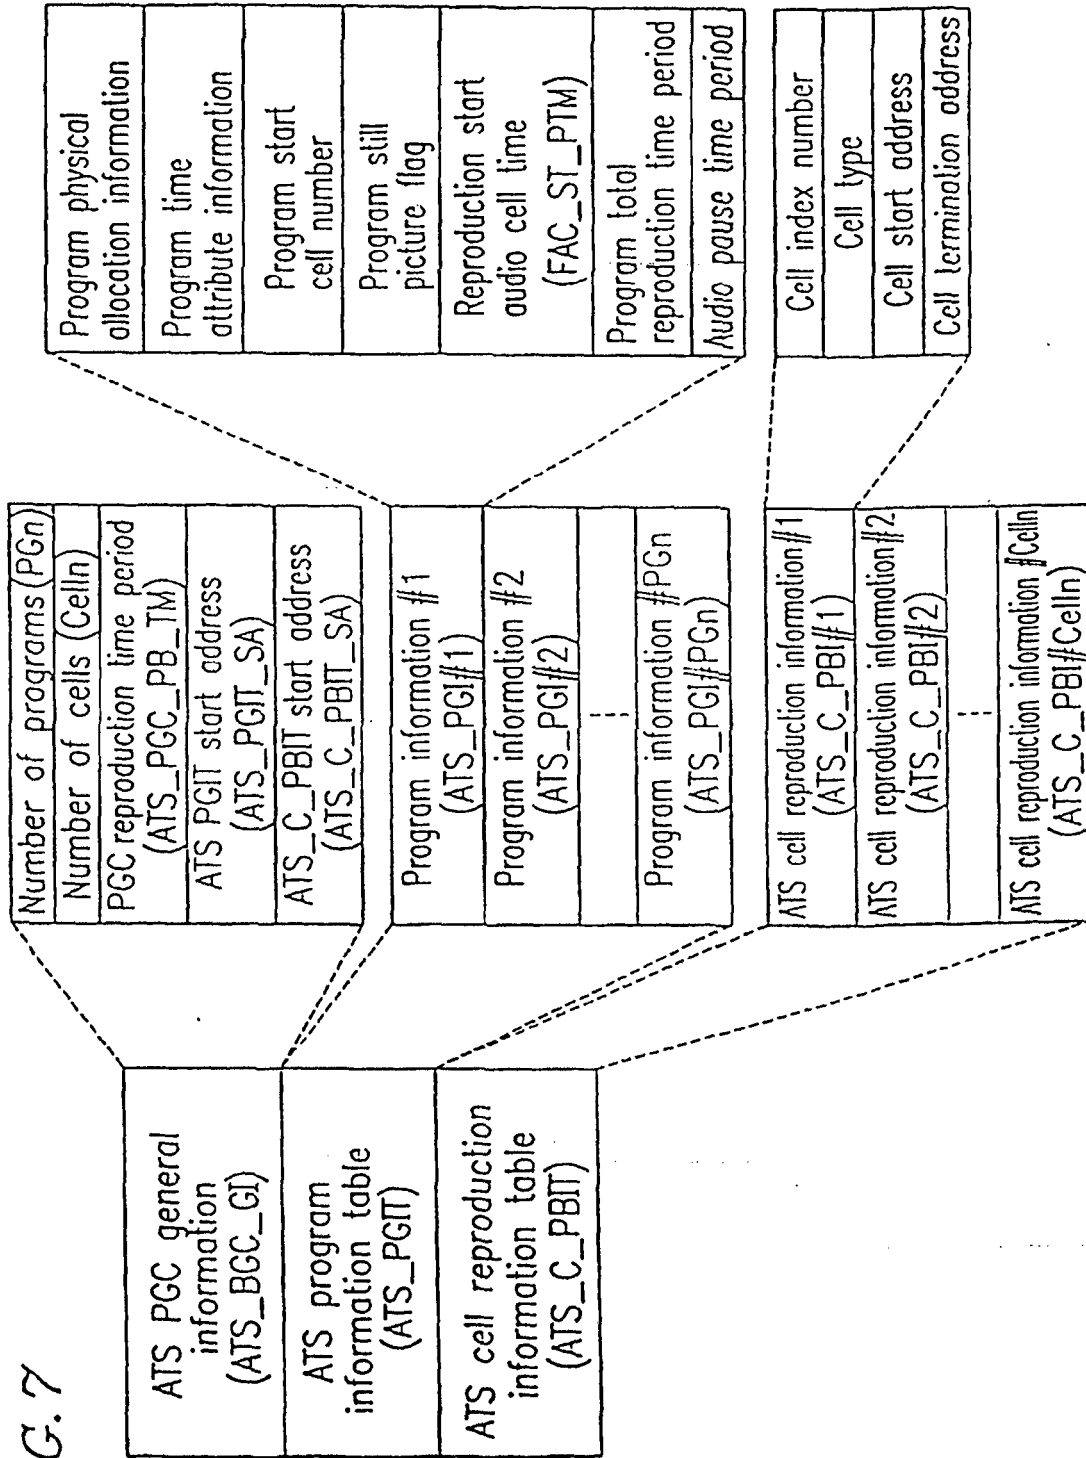 G. 7
ATS PGC general
information
(ATS_BGC_GI)
ATS program
information table
(ATS_PGIT)
ATS cell reproduction
information table
(ATS_C_PBIT)
Number of programs (PGn)
Number of cells (Celln)
PGC reproduction time period
(ATS_PGC_PB_TM)
ATS PGIT start address
(ATS_PGIT_SA)
ATS_C_PBIT start address
(ATS_C_PBIT_SA)
Program information #1
(ATS_PGI#1)
Program information #2
(ATS_PGI#2)
Program information #PGn
(ATS_PGI#PGn)
ATS cell reproduction information#1
(ATS_C_PBI#1)
ATS cell reproduction information#2
(ATS_C_PBI#2)
ATS cell reproduction information #Celln
(ATS_C_PBI#Celln)
Program physical
allocation information
Program time
attribute information
Program start
cell number
Program still
picture flag
Reproduction start
audio cell time
(FAC_ST_PTM)
Program total
reproduction time period
Audio pause time period
Cell index number
Cell type
Cell start address
Cell termination address